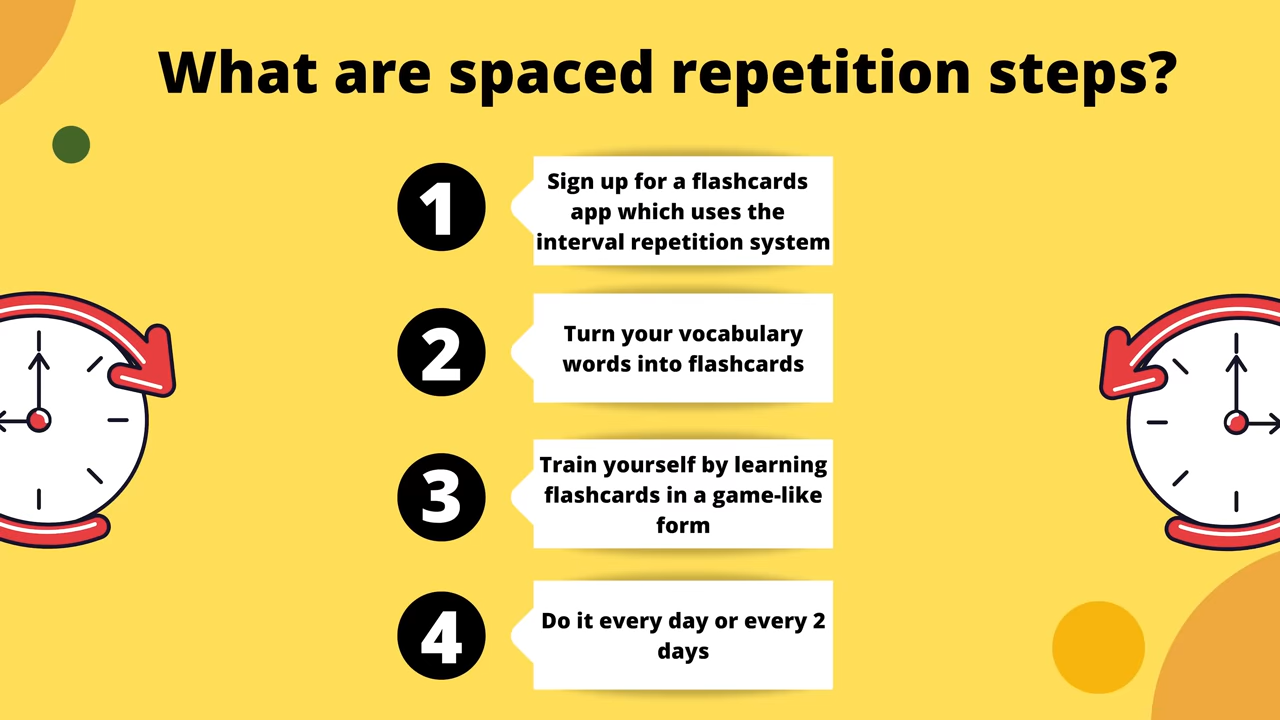 What are spaced repetition steps?
1
Sign up for a flashcards
app which uses the
interval repetition system
2
Turn your vocabulary
words into flashcards
3
Train yourself by learning
flashcards in a game-like
form
4
Do it every day or every 2
days